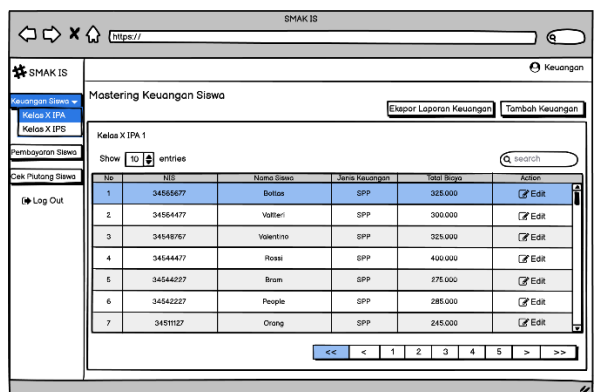 SMAK IS
https://
SMAK IS
Keuangan
Keuangan Siswa
Kelas X IPA
Kelas X IPS
Pembayaran Siswa
Cek Piutang Siswa
Log Out
Mastering Keuangan Siswa
Ekspor Laporan Keuangan Tambah Keuangan
Kelas X IPA 1
Show 10 entries
search
No NIS Nama Siswa Jenis Keuangan Total Biaya Action
1 34565677 Bottas SPP 325.000 Edit
2 34564477 Valtteri SPP 300.000 Edit
3 34548767 Valentino SPP 325.000 Edit
4 34544477 Rossi SPP 400.000 Edit
5 34544227 Bram SPP 275.000 Edit
6 34542227 People SPP 285.000 Edit
7 34511127 Orang SPP 245.000 Edit
<< < 1 2 3 4 5 > >>